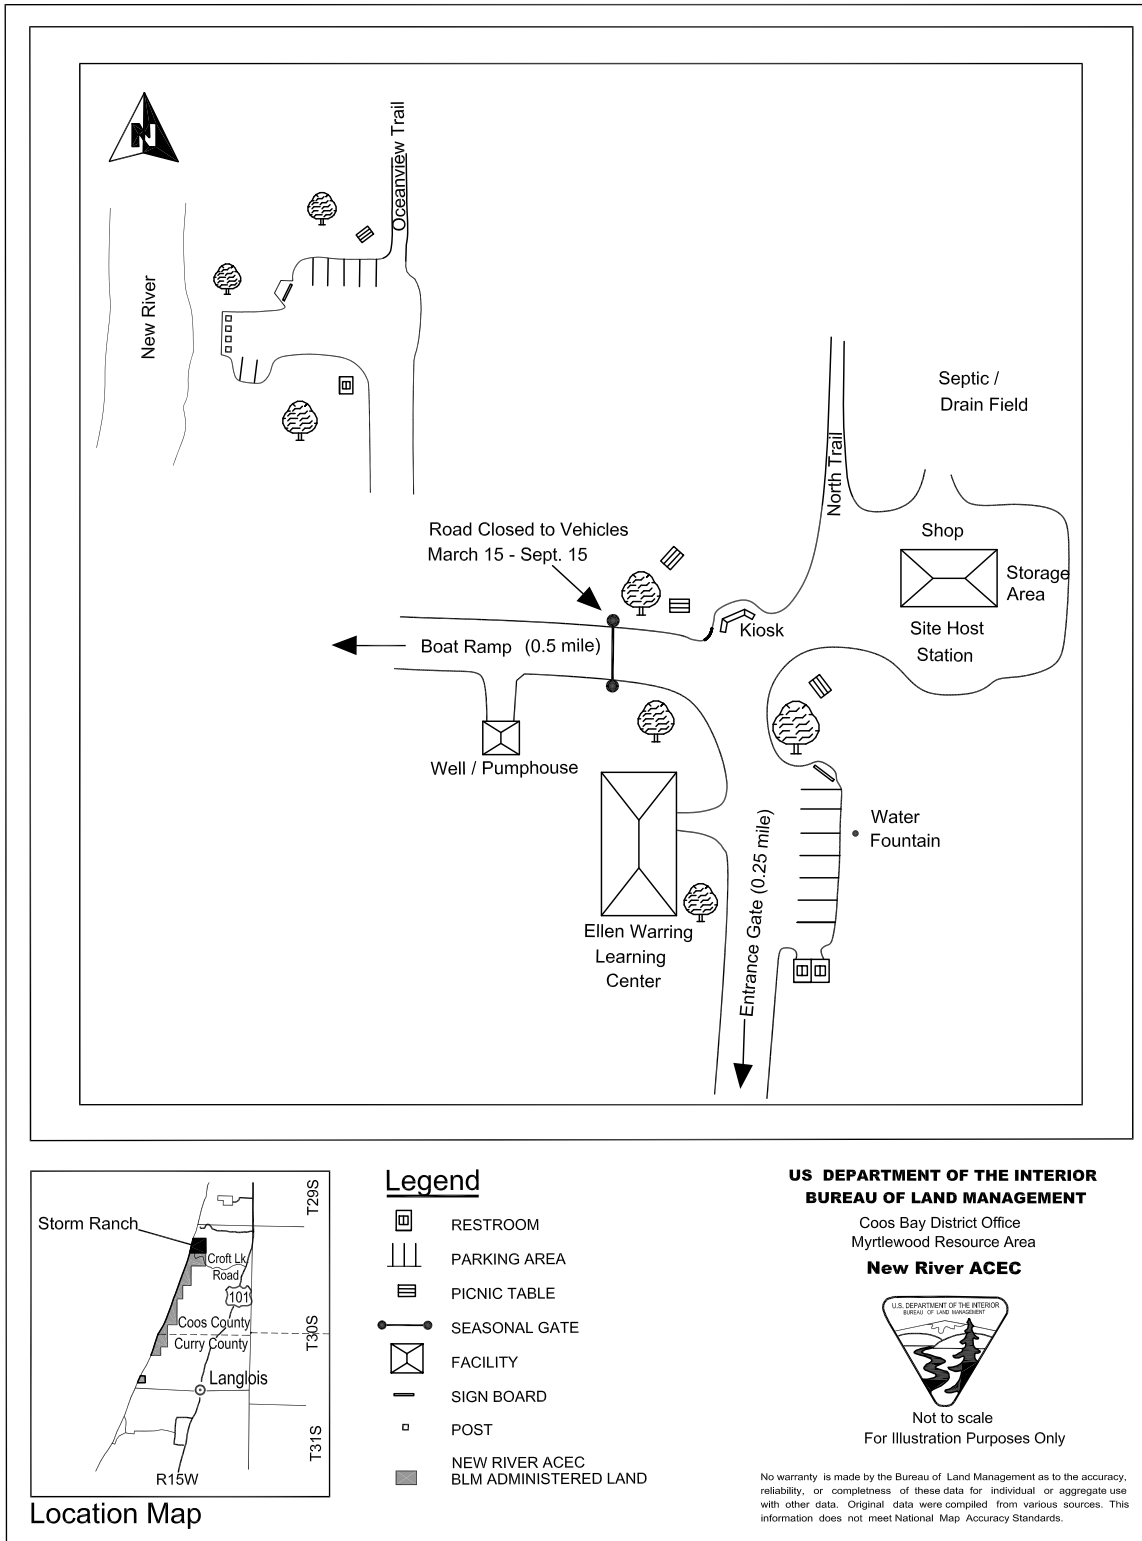 N
Oceanview Trail
New River
Septic /
Drain Field
North Trail
Road Closed to Vehicles
March 15 - Sept. 15
Shop
Storage
Area
Kiosk
Site Host
Station
Boat Ramp (0.5 mile)
Well / Pumphouse
Water
Fountain
Entrance Gate (0.25 mile)
Ellen Warring
Learning
Center
Storm Ranch
T29S
Croft Lk.
Road
101
Coos County
Curry County
T30S
Langlois
T31S
R15W
Location Map
Legend
RESTROOM
PARKING AREA
PICNIC TABLE
SEASONAL GATE
FACILITY
SIGN BOARD
POST
NEW RIVER ACEC
BLM ADMINISTERED LAND
US DEPARTMENT OF THE INTERIOR
BUREAU OF LAND MANAGEMENT
Coos Bay District Office
Myrtlewood Resource Area
New River ACEC
U.S. DEPARTMENT OF THE INTERIOR
BUREAU OF LAND MANAGEMENT
Not to scale
For Illustration Purposes Only
No warranty is made by the Bureau of Land Management as to the accuracy,
reliability, or completness of these data for individual or aggregate use
with other data. Original data were compiled from various sources. This
information does not meet National Map Accuracy Standards.